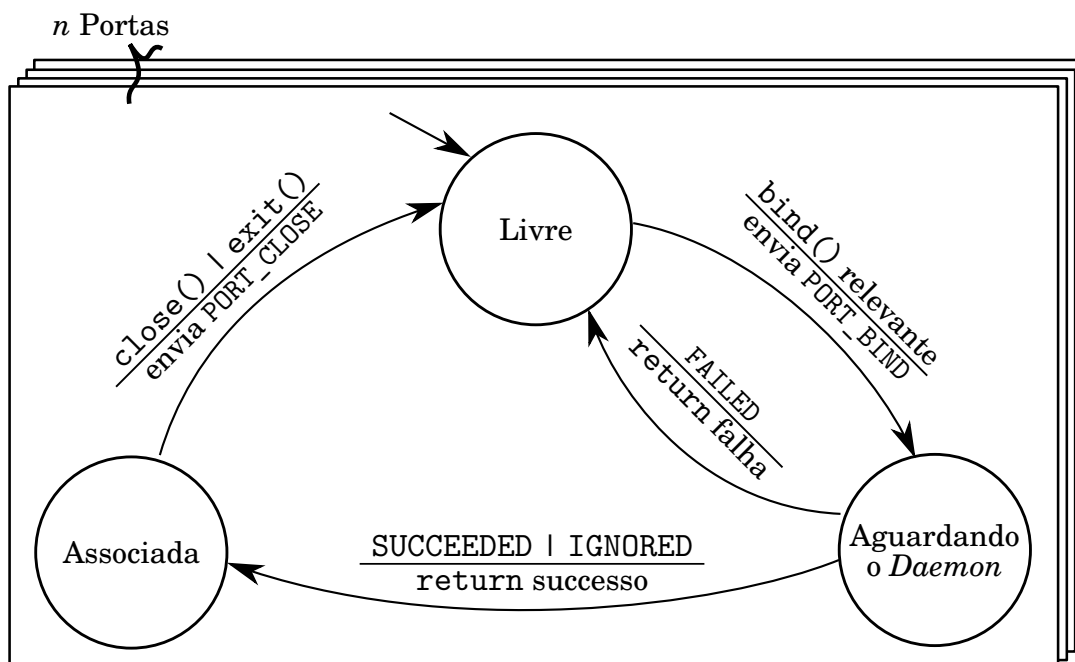 n Portas
Livre
close() | exit()
envia PORT_CLOSE
bind() relevante
envia PORT_BIND
FAILED
return falha
Associada
SUCCEEDED | IGNORED
return successo
Aguardando
o Daemon